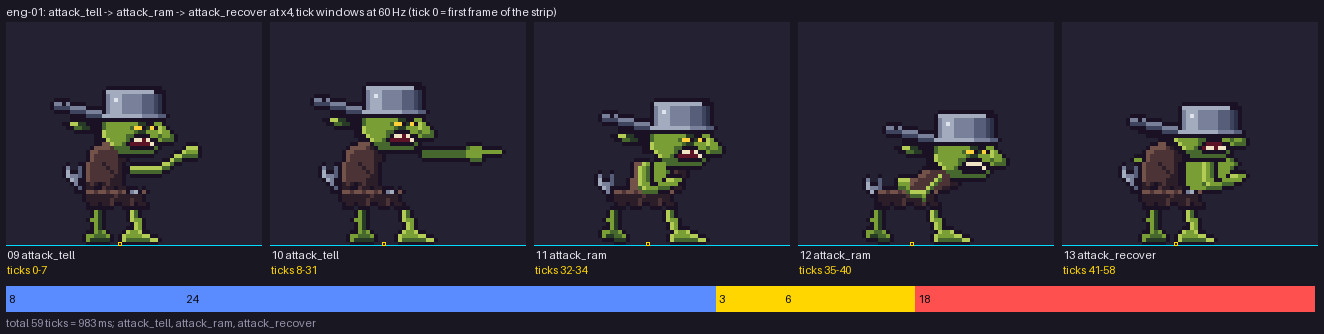 eng-01: attack_tell -> attack_ram -> attack_recover at x4, tick windows at 60 Hz (tick 0 = first frame of the strip)
09 attack_tell
ticks 0-7
10 attack_tell
ticks 8-31
11 attack_ram
ticks 32-34
12 attack_ram
ticks 35-40
13 attack_recover
ticks 41-58
8 24 3 6 18
total 59 ticks = 983 ms; attack_tell, attack_ram, attack_recover